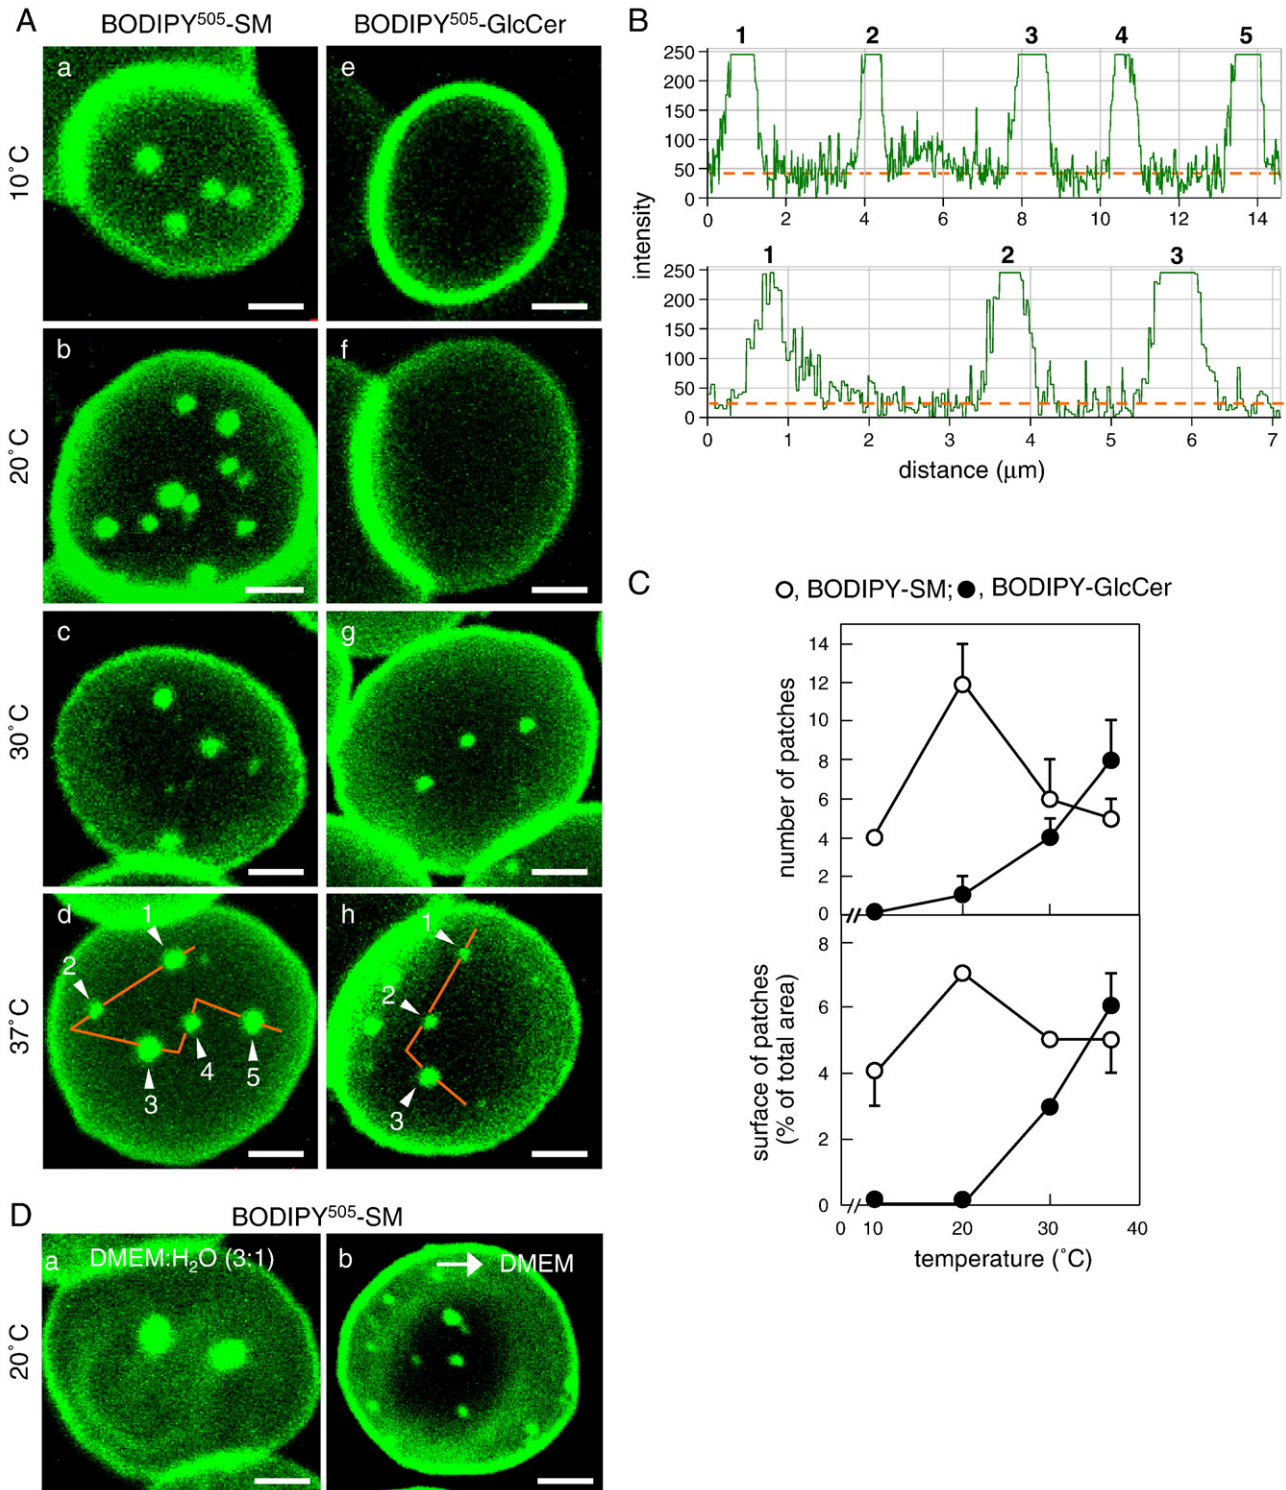 A
BODIPY505-SM
BODIPY505-GlcCer
10˚C
a
e
20˚C
b
f
30˚C
c
g
37˚C
d
1
2
3
4
5
h
1
2
3
B
1 2 3 4 5
250
200
150
100
50
0
0 2 4 6 8 10 12 14
intensity
1 2 3
250
200
150
100
50
0
0 1 2 3 4 5 6 7
distance (μm)
C
, BODIPY-SM; , BODIPY-GlcCer
14
12
10
8
6
4
2
0
number of patches
8
6
4
2
0
surface of patches
(% of total area)
0 10 20 30 40
temperature (˚C)
D
BODIPY505-SM
20˚C
a
DMEM:H2O (3:1)
b
DMEM